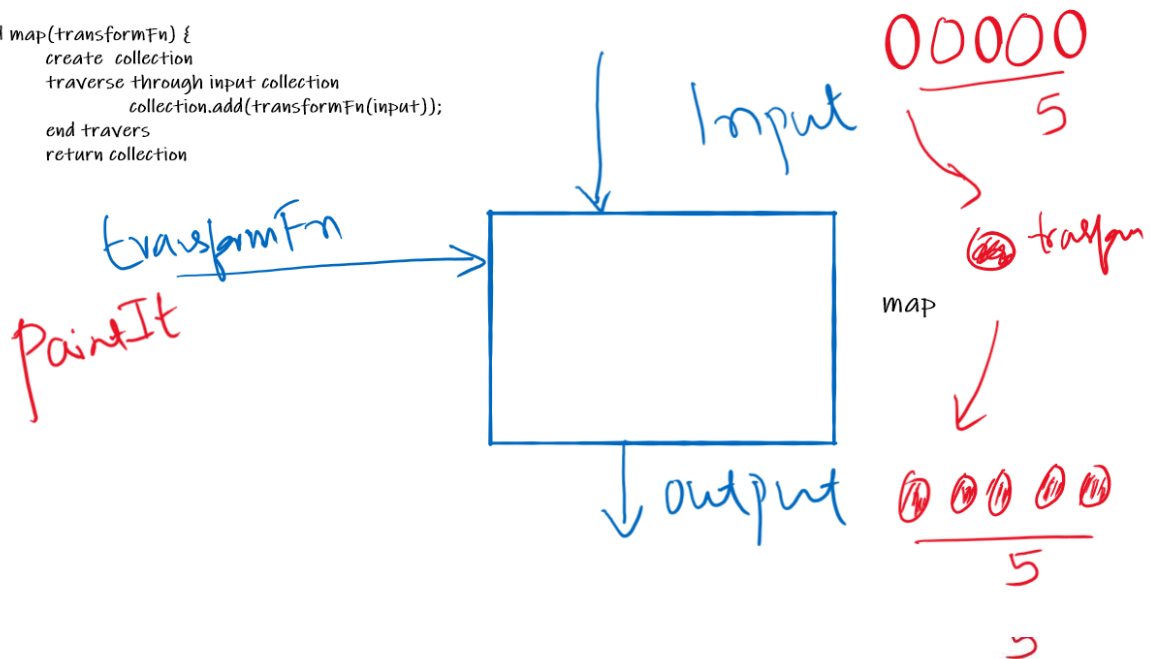 map(transformFn) {
create collection
traverse through input collection
collection.add(transformFn(input));
end travers
return collection
Input
5
transformFn
PaintIt
map
output
5